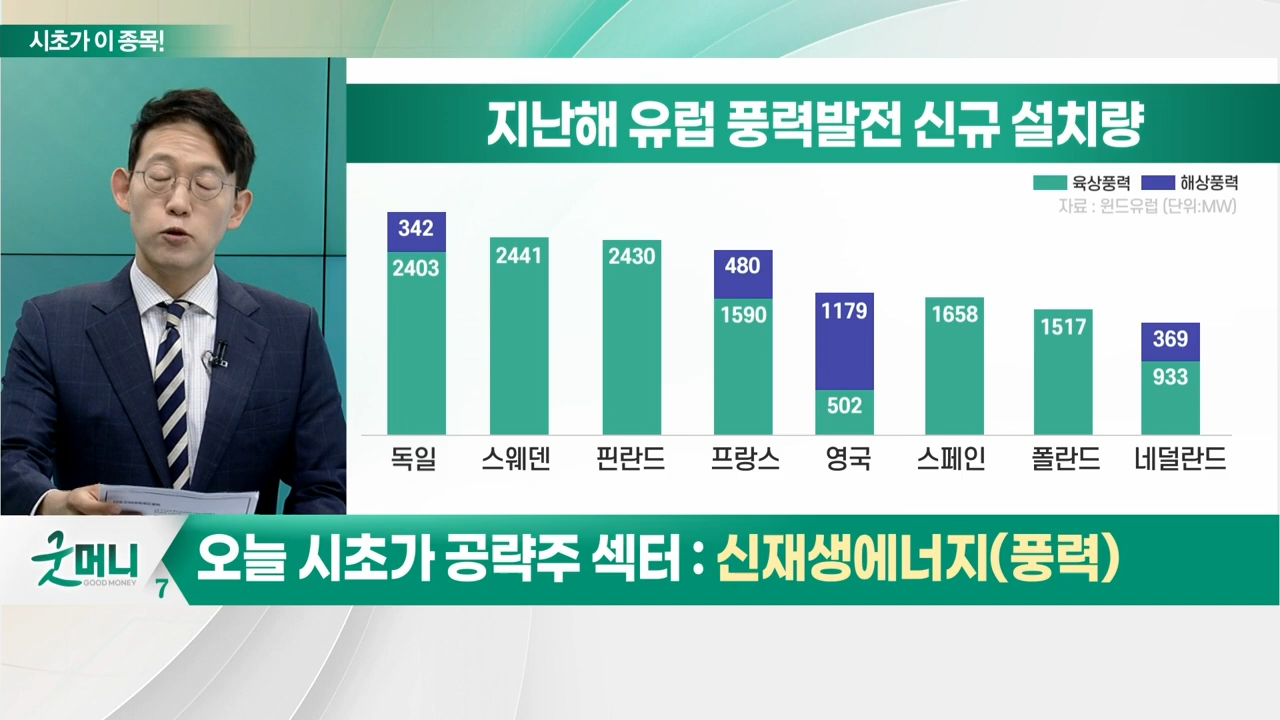 시초가 이 종목!
지난해 유럽 풍력발전 신규 설치량
육상풍력 해상풍력
자료 : 윈드유럽 (단위:MW)
342
2403
2441
2430
480
1590
1179
502
1658
1517
369
933
독일 스웨덴 핀란드 프랑스 영국 스페인 폴란드 네덜란드
굿머니
GOOD MONEY
7
오늘 시초가 공략주 섹터 : 신재생에너지(풍력)